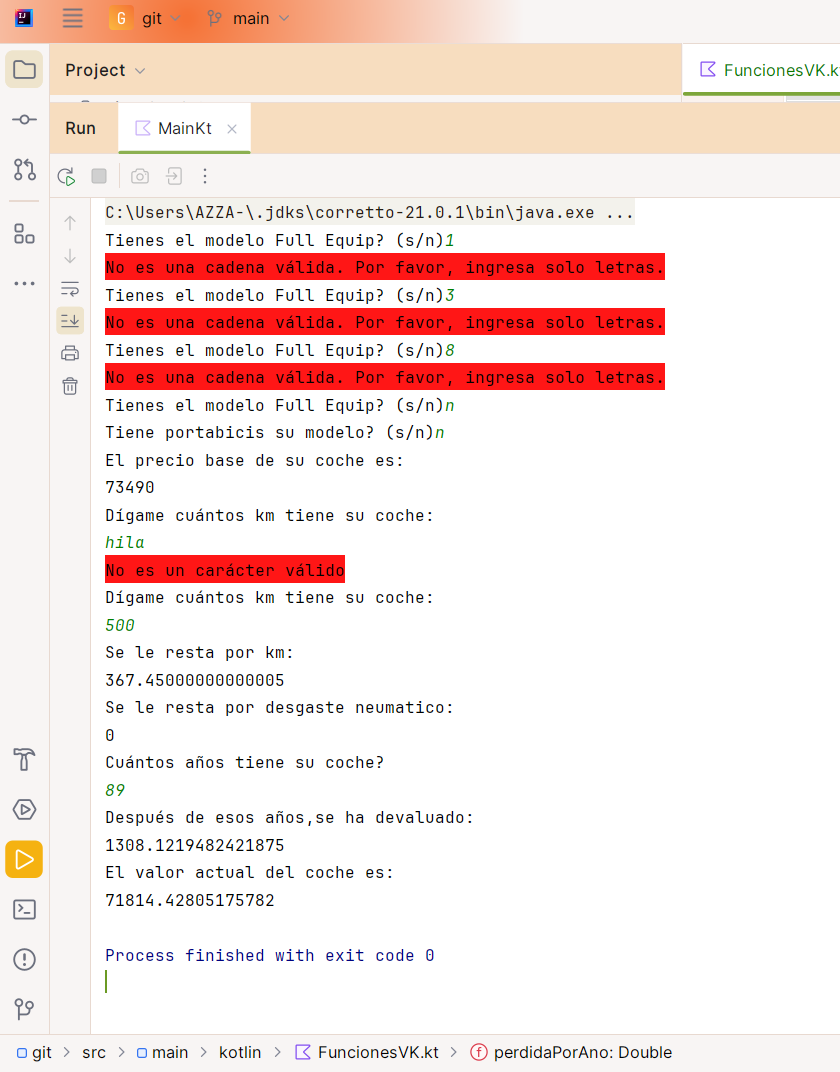 IJ
G git main
Project
FuncionesVK.k
Run MainKt
C:\Users\AZZA-\.jdks\corretto-21.0.1\bin\java.exe ...
Tienes el modelo Full Equip? (s/n)1
No es una cadena válida. Por favor, ingresa solo letras.
Tienes el modelo Full Equip? (s/n)3
No es una cadena válida. Por favor, ingresa solo letras.
Tienes el modelo Full Equip? (s/n)8
No es una cadena válida. Por favor, ingresa solo letras.
Tienes el modelo Full Equip? (s/n)n
Tiene portabicis su modelo? (s/n)n
El precio base de su coche es:
73490
Dígame cuántos km tiene su coche:
hila
No es un carácter válido
Dígame cuántos km tiene su coche:
500
Se le resta por km:
367.45000000000005
Se le resta por desgaste neumatico:
0
Cuántos años tiene su coche?
89
Después de esos años,se ha devaluado:
1308.1219482421875
El valor actual del coche es:
71814.42805175782
Process finished with exit code 0
git > src > main > kotlin > FuncionesVK.kt > f perdidaPorAno: Double